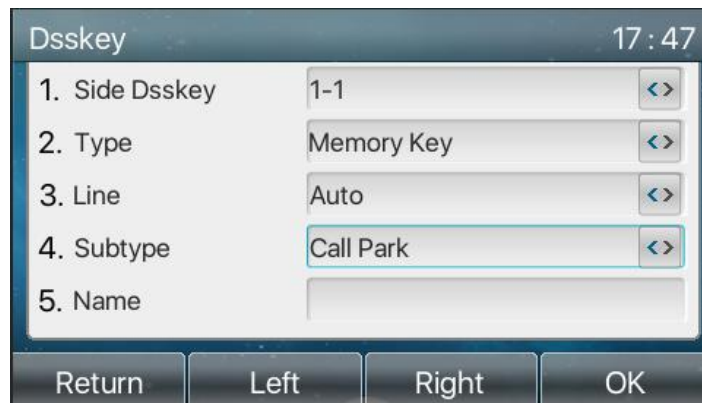 Dsskey 17:47
1. Side Dsskey 1-1 <>
2. Type Memory Key <>
3. Line Auto <>
4. Subtype Call Park <>
5. Name
Return Left Right OK